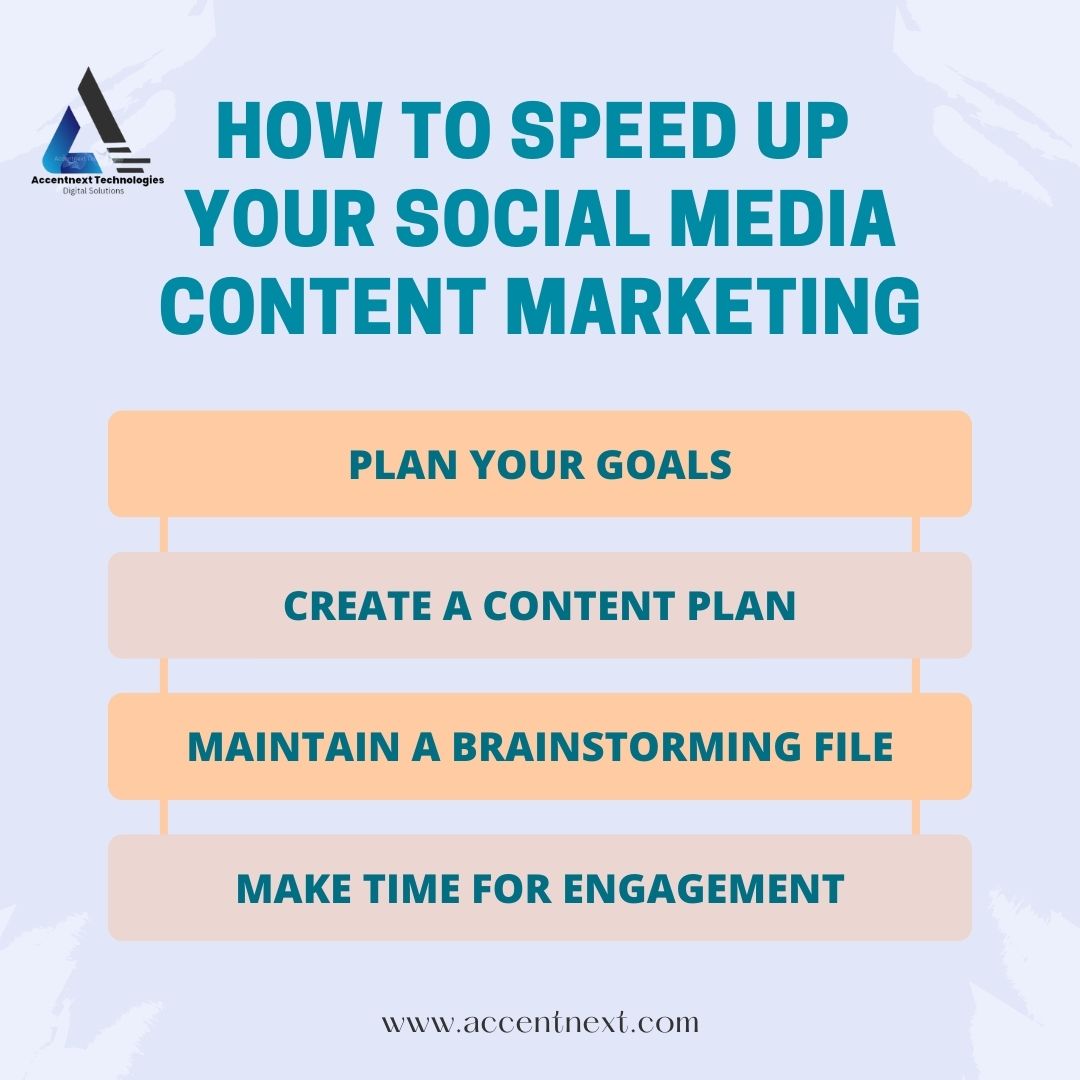 Accentnext Technologies
Digital Solutions
HOW TO SPEED UP
YOUR SOCIAL MEDIA
CONTENT MARKETING
PLAN YOUR GOALS
CREATE A CONTENT PLAN
MAINTAIN A BRAINSTORMING FILE
MAKE TIME FOR ENGAGEMENT
www.accentnext.com